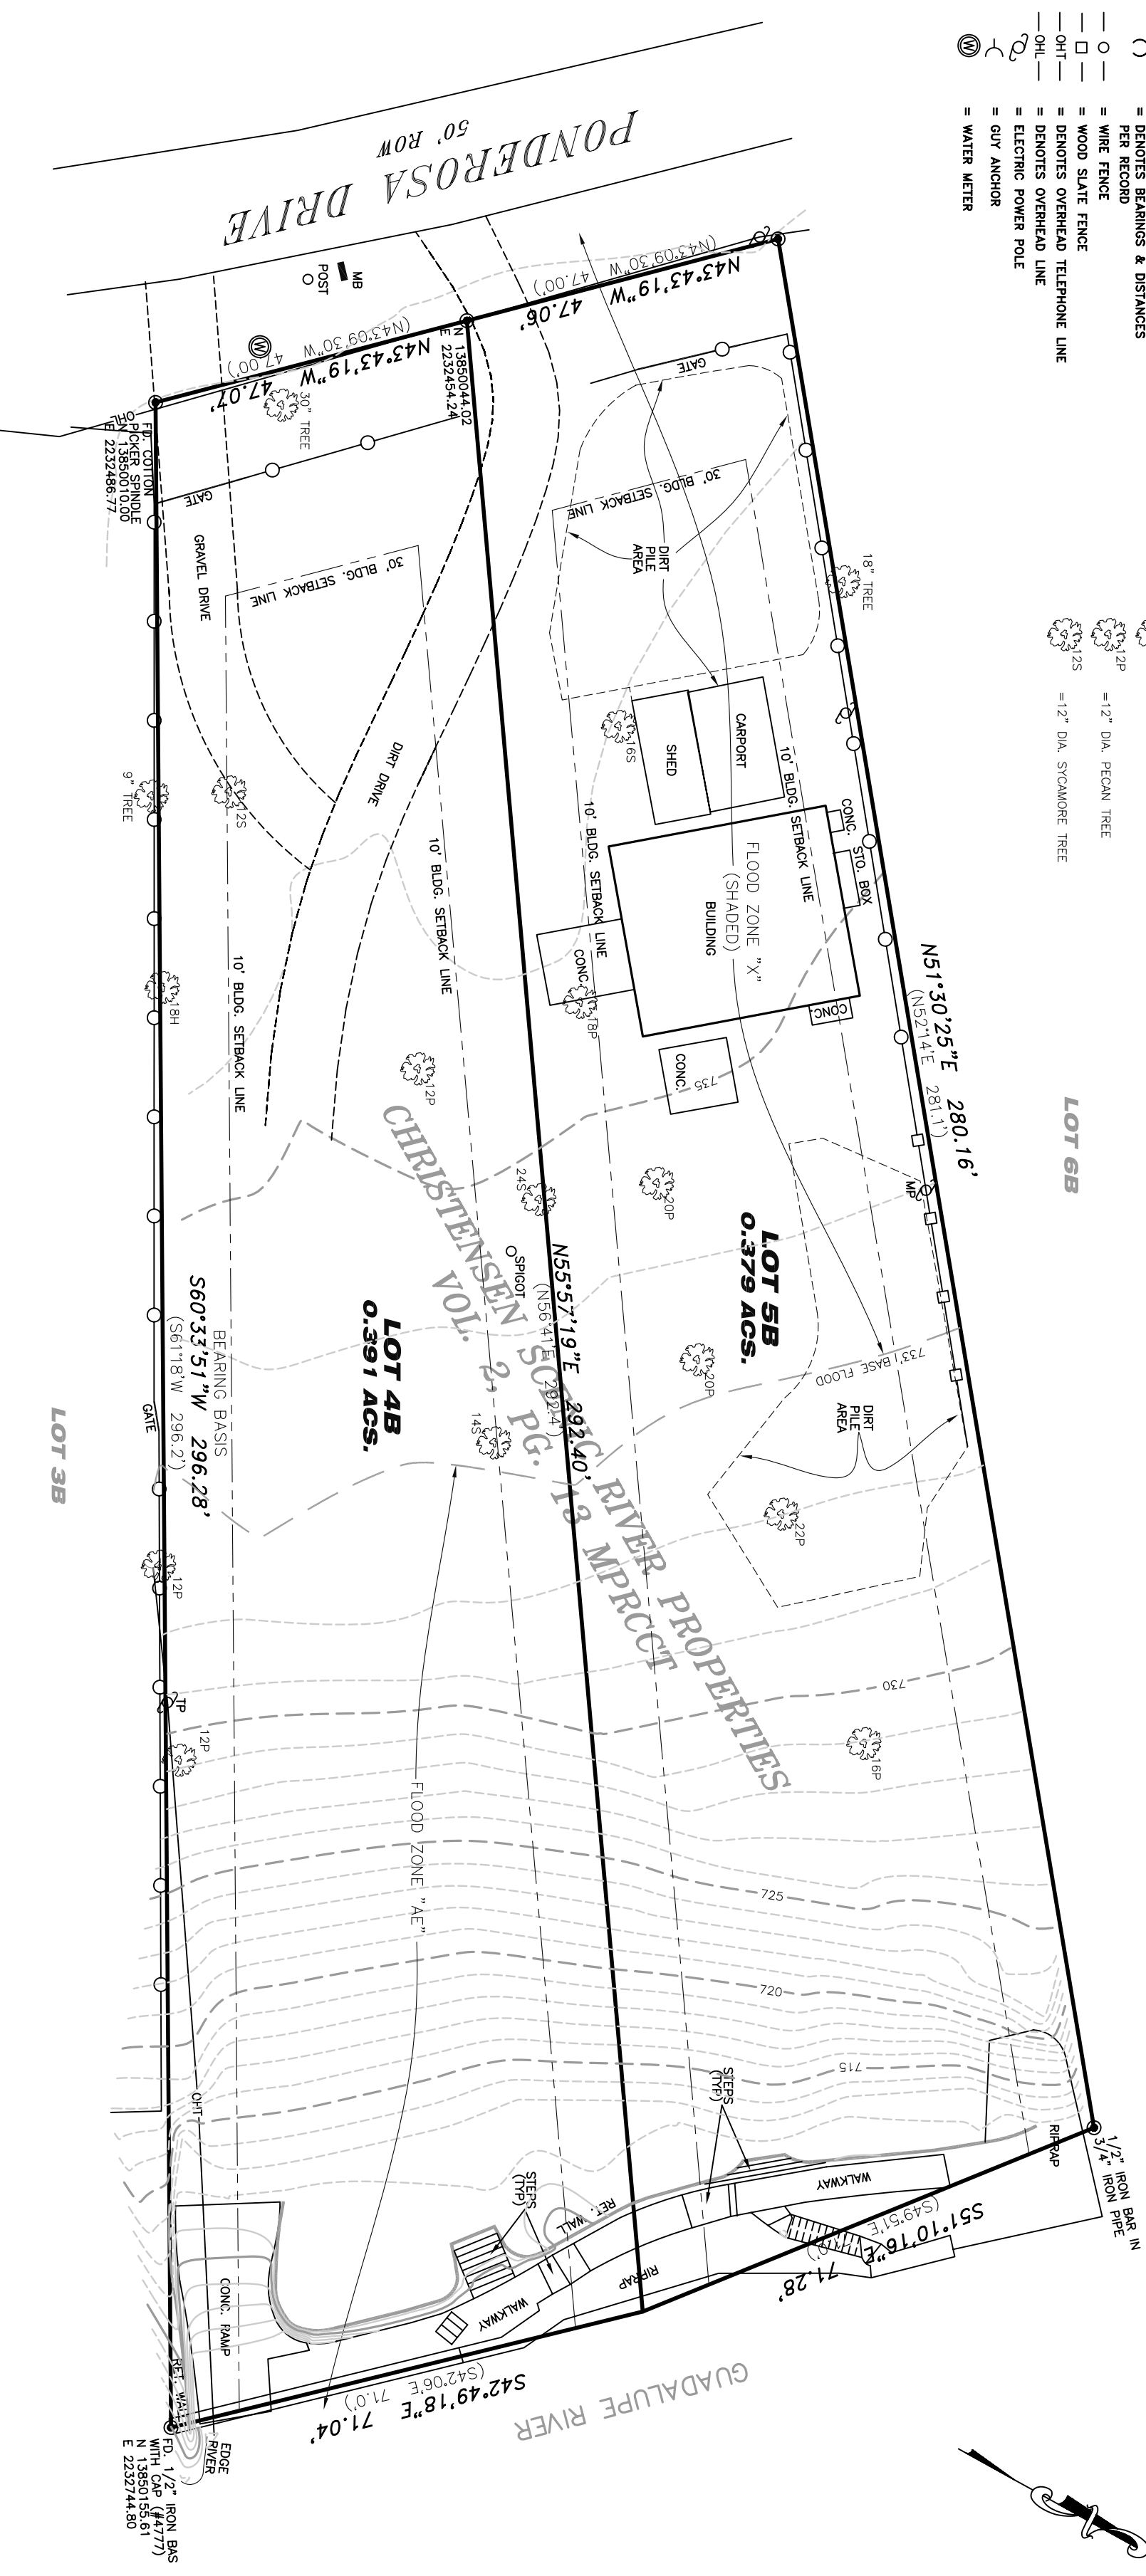 ( )
= DENOTES BEARINGS & DISTANCES
PER RECORD
= WIRE FENCE
= WOOD SLATE FENCE
—OHT— = DENOTES OVERHEAD TELEPHONE LINE
—OHL— = DENOTES OVERHEAD LINE
= ELECTRIC POWER POLE
= GUY ANCHOR
W = WATER METER
12P =12" DIA. PECAN TREE
12S =12" DIA. SYCAMORE TREE
PONDEROSA DRIVE
50' ROW
MB
POST
W
N43°43'19"W 47.06'
(N43°09'30"W 47.00')
N43°43'19"W 47.07'
(N43°09'30"W 47.00')
N 13850044.02
E 2232454.24
OHL
FD. COTTON
PICKER SPINDLE
N 13850010.00
E 2232486.77
30" TREE
GATE
GATE
GRAVEL DRIVE
DIRT DRIVE
30' BLDG. SETBACK LINE
30' BLDG. SETBACK LINE
DIRT
PILE
AREA
18" TREE
16S
SHED
CARPORT
10' BLDG. SETBACK LINE
10' BLDG. SETBACK LINE
10' BLDG. SETBACK LINE
10' BLDG. SETBACK LINE
9" TREE
12S
18H
CONC.
STO. BOX
FLOOD ZONE "X"
(SHADED)
BUILDING
CONC.
18P
CONC.
CONC.
735
12P
N51°30'25"E 280.16'
(N52°14'E 281.1')
LOT 6B
MP
24S
20P
SPIGOT
LOT 5B
0.379 ACS.
N55°57'19"E 292.40'
(N56°41'E 292.4')
CHRISTENSEN SCENIC RIVER PROPERTIES
VOL. 2, PG. 13 MPRCCT
LOT 4B
0.391 ACS.
BEARING BASIS
S60°33'51"W 296.28'
(S61°18'W 296.2')
LOT 3B
GATE
20P
733' BASE FLOOD
DIRT
PILE
AREA
14S
22P
12P
TP
12P
730
16P
FLOOD ZONE "AE"
725
720
715
OHT
STEPS
(TYP)
STEPS
(TYP)
RIPRAP
1/2" IRON BAR IN
3/4" IRON PIPE
WALKWAY
RET. WALL
RIPRAP
WALKWAY
S51°10'16"E 71.28'
S42°49'18"E 71.04'
(S42°06'E 71.0')
CONC. RAMP
RET. WALL
EDGE
RIVER
FD. 1/2" IRON BAS
WITH CAP (#4777)
N 13850155.61
E 2232744.80
GUADALUPE RIVER